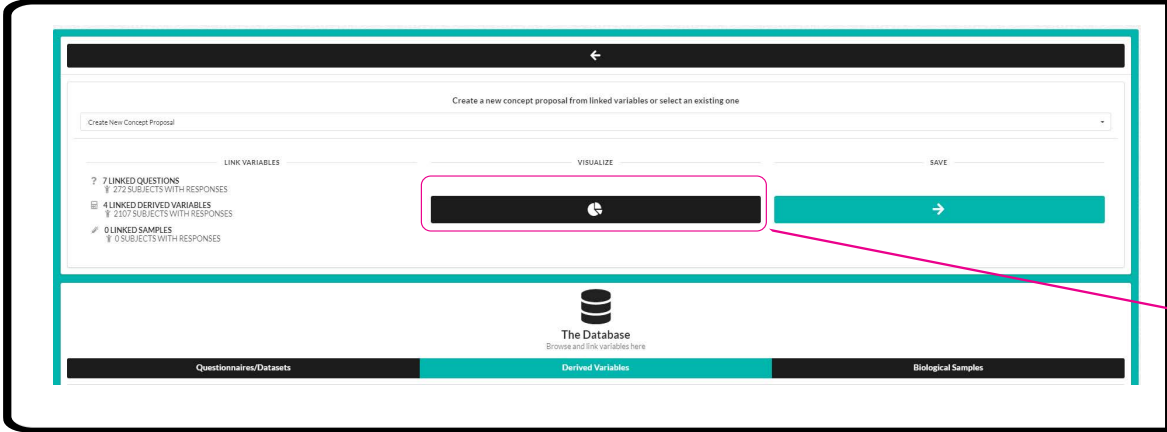 Create a new concept proposal from linked variables or select an existing one
Create New Concept Proposal
LINK VARIABLES
VISUALIZE
SAVE
7 LINKED QUESTIONS
272 SUBJECTS WITH RESPONSES
4 LINKED DERIVED VARIABLES
2107 SUBJECTS WITH RESPONSES
0 LINKED SAMPLES
0 SUBJECTS WITH RESPONSES
The Database
Browse and link variables here
Questionnaires/Datasets
Derived Variables
Biological Samples